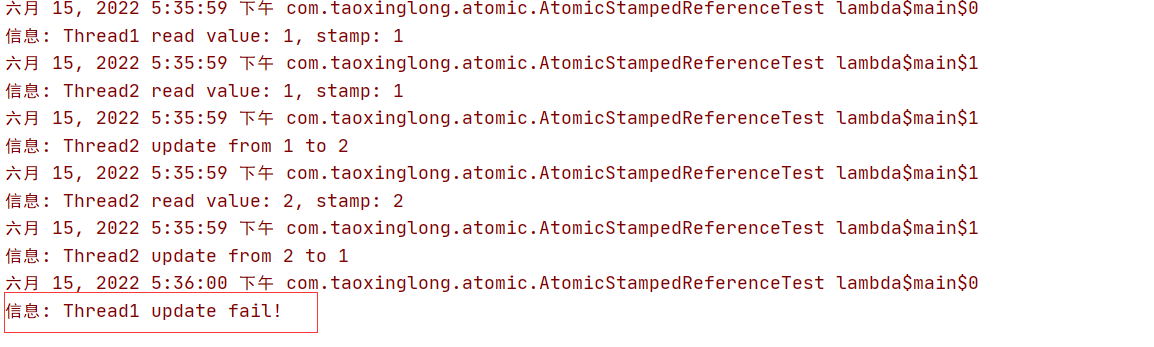 六月 15, 2022 5:35:59 下午 com.taoxinglong.atomic.AtomicStampedReferenceTest lambda$main$0
信息: Thread1 read value: 1, stamp: 1
六月 15, 2022 5:35:59 下午 com.taoxinglong.atomic.AtomicStampedReferenceTest lambda$main$1
信息: Thread2 read value: 1, stamp: 1
六月 15, 2022 5:35:59 下午 com.taoxinglong.atomic.AtomicStampedReferenceTest lambda$main$1
信息: Thread2 update from 1 to 2
六月 15, 2022 5:35:59 下午 com.taoxinglong.atomic.AtomicStampedReferenceTest lambda$main$1
信息: Thread2 read value: 2, stamp: 2
六月 15, 2022 5:35:59 下午 com.taoxinglong.atomic.AtomicStampedReferenceTest lambda$main$1
信息: Thread2 update from 2 to 1
六月 15, 2022 5:36:00 下午 com.taoxinglong.atomic.AtomicStampedReferenceTest lambda$main$0
信息: Thread1 update fail!